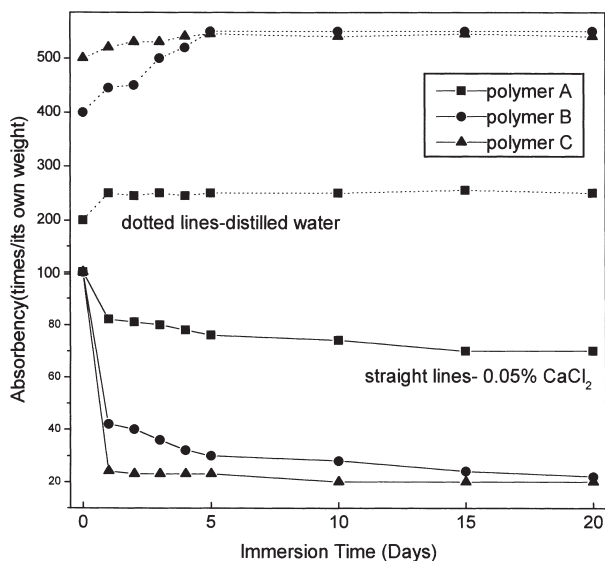 Absorbency(times/its own weight)
500
400
300
200
100
80
60
40
20
polymer A
polymer B
polymer C
dotted lines-distilled water
straight lines- 0.05% CaCl₂
0
5
10
15
20
Immersion Time (Days)